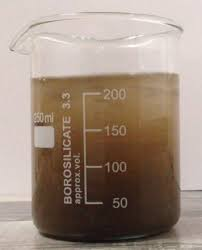 250ml
BOROSILICATE 3.3
approx.vol.
200
150
100
50